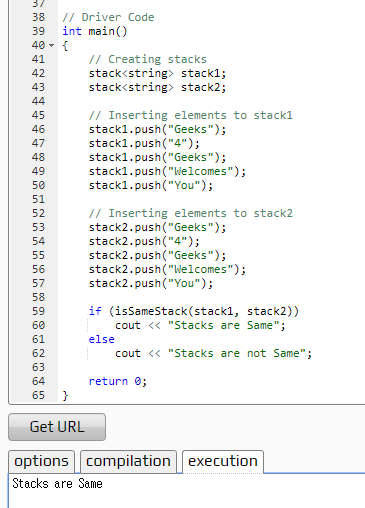 37
38 // Driver Code
39 int main()
40 {
41     // Creating stacks
42     stack<string> stack1;
43     stack<string> stack2;
44
45     // Inserting elements to stack1
46     stack1.push("Geeks");
47     stack1.push("4");
48     stack1.push("Geeks");
49     stack1.push("Welcomes");
50     stack1.push("You");
51
52     // Inserting elements to stack2
53     stack2.push("Geeks");
54     stack2.push("4");
55     stack2.push("Geeks");
56     stack2.push("Welcomes");
57     stack2.push("You");
58
59     if (isSameStack(stack1, stack2))
60         cout << "Stacks are Same";
61     else
62         cout << "Stacks are not Same";
63
64     return 0;
65 }
Get URL
options compilation execution
Stacks are Same